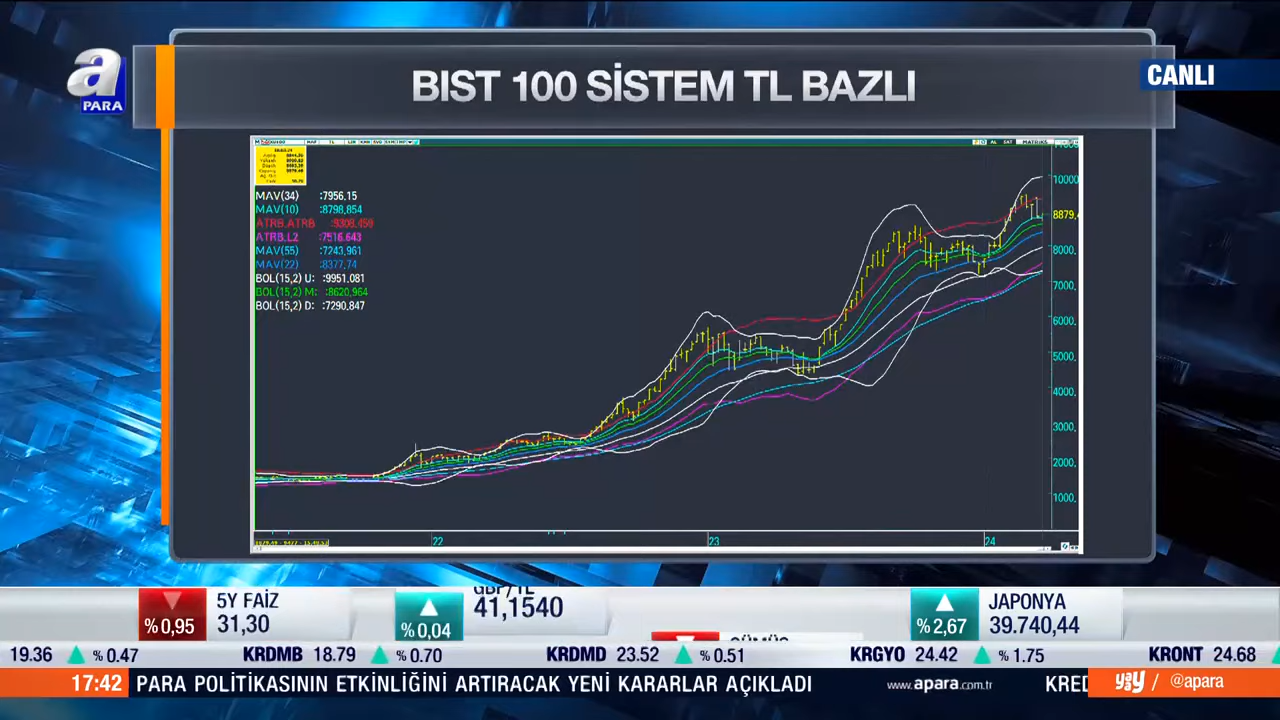 a
PARA
BIST 100 SİSTEM TL BAZLI
CANLI
MAV(34) :7956,15
MAV(10) :8798,854
ATRB.ATRB :9309,459
ATRB.L2 :7516.643
MAV(55) :7243,961
MAV(22) :8377,74
BOL(15,2) U: :9951,081
BOL(15,2) M: :8620,964
BOL(15,2) D: :7290,847
10000
8879,
8000.
7000.
6000.
5000.
4000.
3000.
2000.
1000.
22
23
24
%0,95
5Y FAİZ
31,30
%0,04
GBP/TL
41,1540
GÜMÜŞ
%2,67
JAPONYA
39.740,44
19.36 %0.47 KRDMB 18.79 %0.70 KRDMD 23.52 %0.51 KRGYO 24.42 %1.75 KRONT 24.68
17:42 PARA POLİTİKASININ ETKİNLİĞİNİ ARTIRACAK YENİ KARARLAR AÇIKLADI www.apara.com.tr KRED
/ @apara